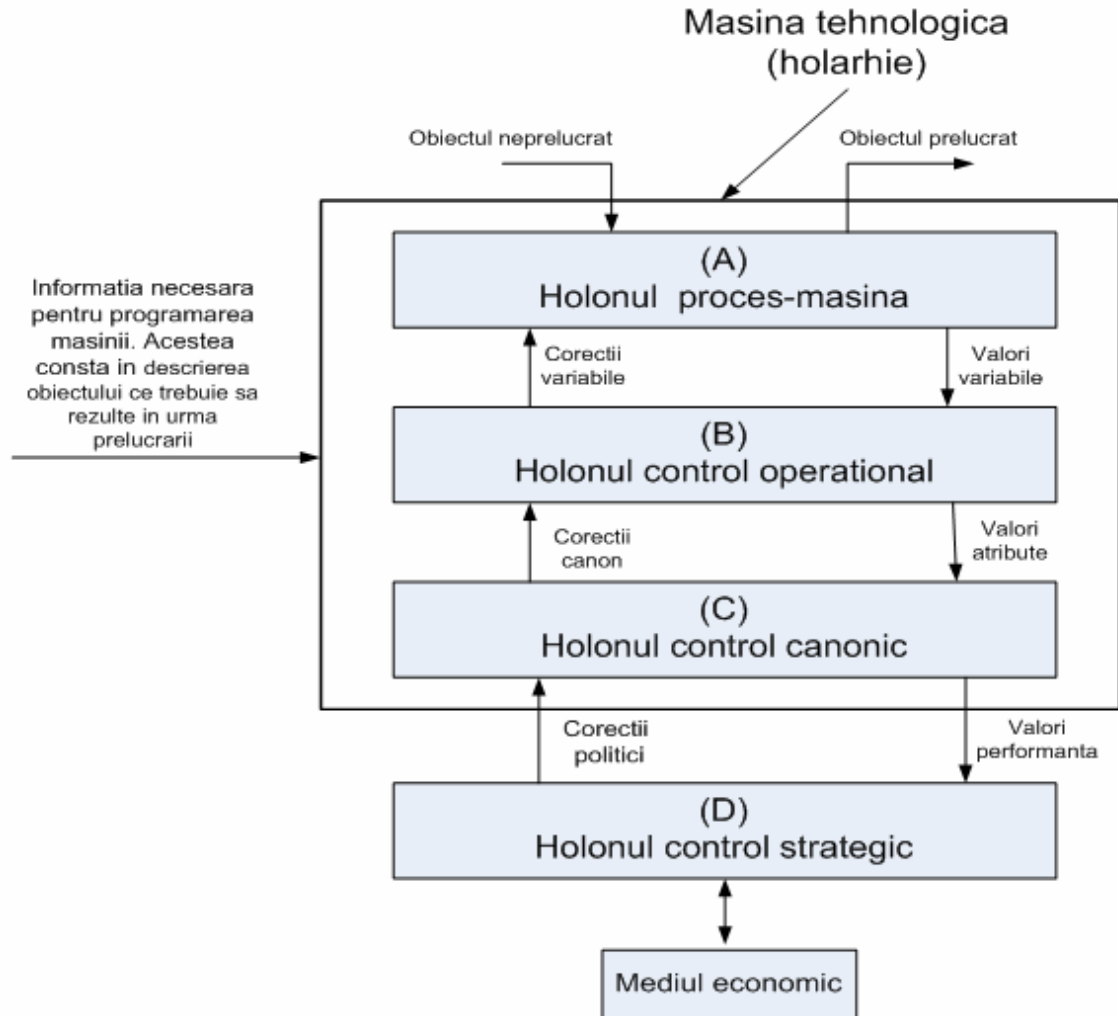 Masina tehnologica
(holarhie)
Obiectul neprelucrat
Obiectul prelucrat
(A)
Holonul proces-masina
Informatia necesara
pentru programarea
masinii. Acestea
consta in descrierea
obiectului ce trebuie sa
rezulte in urma
prelucrarii
Corectii
variabile
Valori
variabile
(B)
Holonul control operational
Corectii
canon
Valori
atribute
(C)
Holonul control canonic
Corectii
politici
Valori
performanta
(D)
Holonul control strategic
Mediul economic